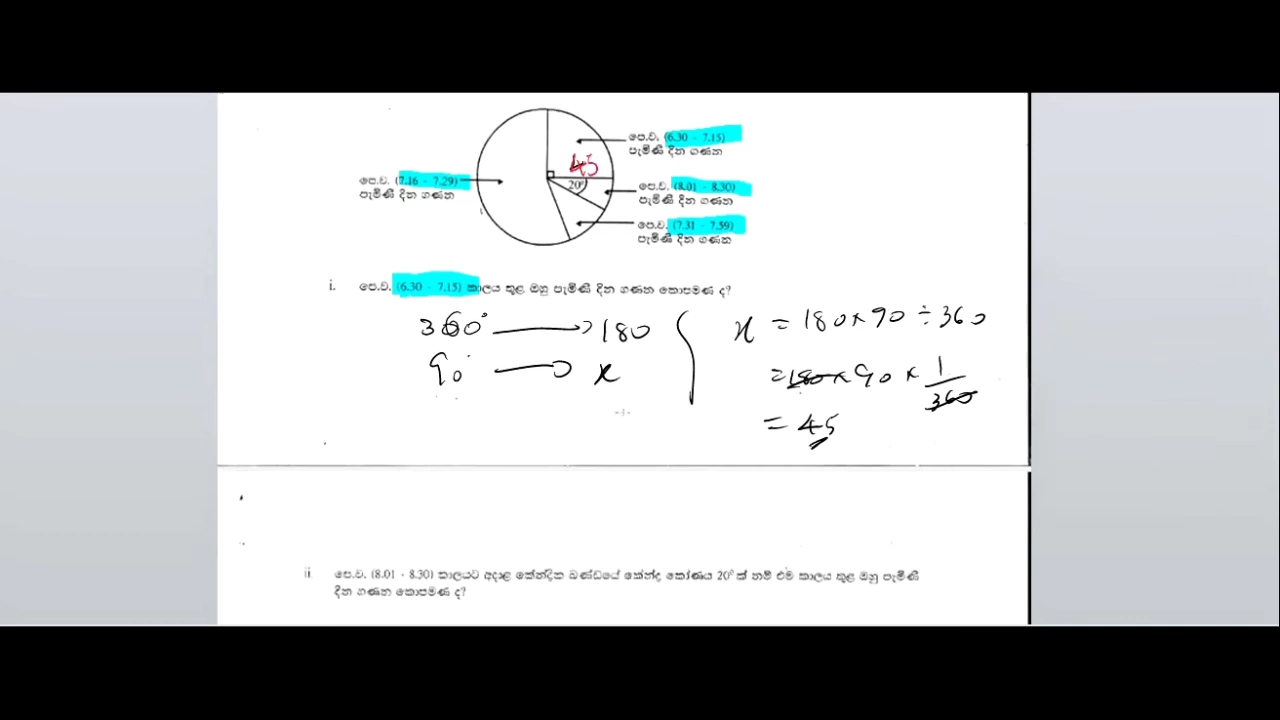 පෙ.ව. (6.30 - 7.15)
පැමිණි දින ගණන
45
පෙ.ව. (7.16 - 7.29)
පැමිණි දින ගණන
20⁰
පෙ.ව. (8.01 - 8.30)
පැමිණි දින ගණන
පෙ.ව. (7.31 - 7.59)
පැමිණි දින ගණන
i. පෙ.ව. (6.30 - 7.15) කාලය තුළ ඔහු පැමිණි දින ගණන කොපමණ ද?
360° → 180
90° → x
x = 180 × 90 ÷ 360
= 180 × 90 × 1/360
= 45
ii. පෙ.ව. (8.01 - 8.30) කාලයට අදාළ කේන්ද්‍රික ඛණ්ඩයේ කේන්ද්‍ර කෝණය 20⁰ ක් නම් එම කාලය තුළ ඔහු පැමිණි
දින ගණන කොපමණ ද?